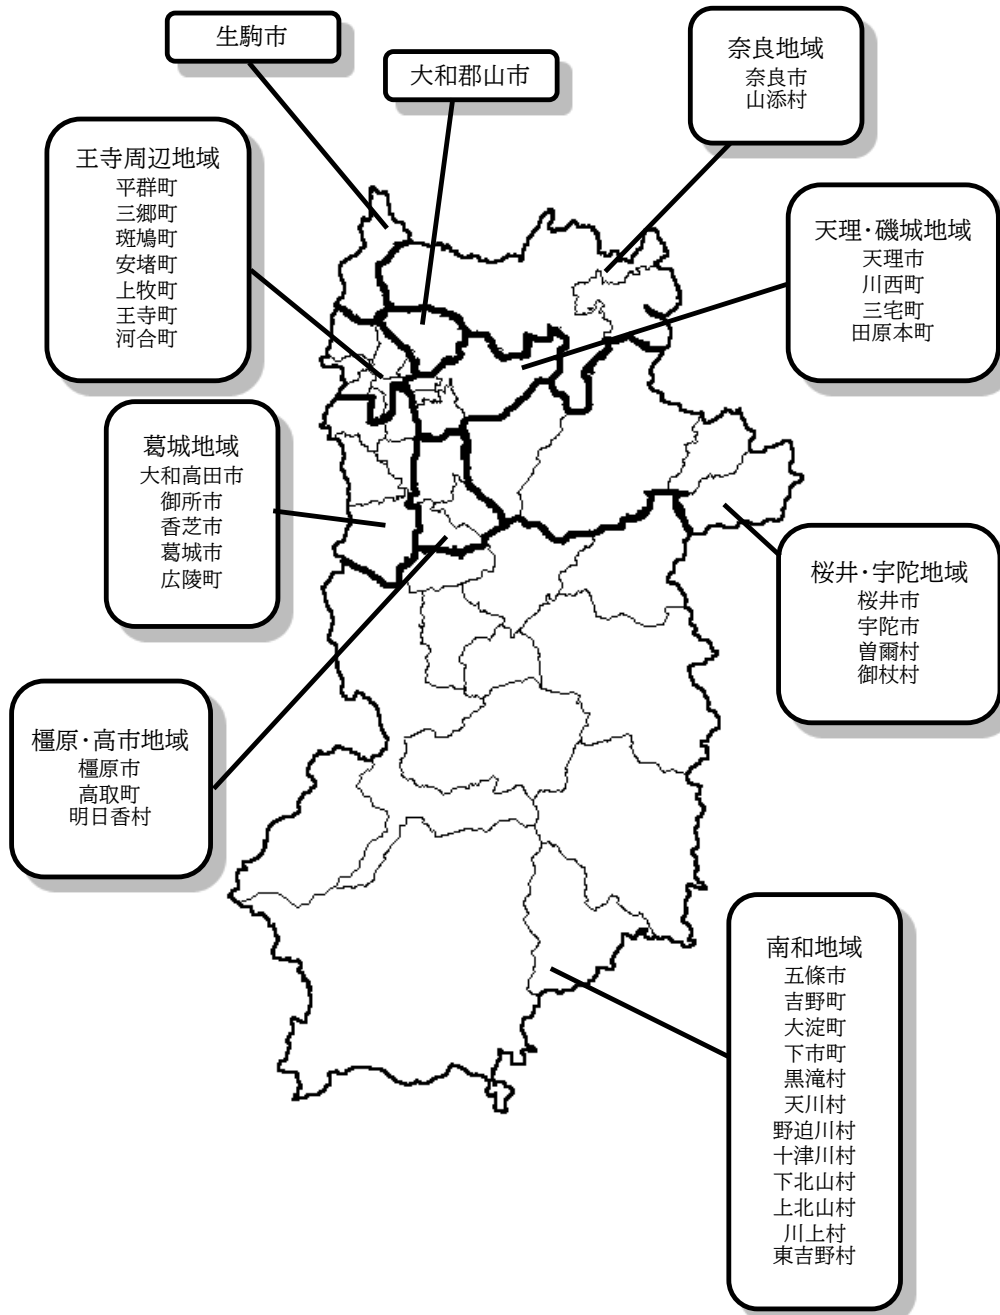 生駒市
大和郡山市
奈良地域
奈良市
山添村
王寺周辺地域
平群町
三郷町
斑鳩町
安堵町
上牧町
王寺町
河合町
天理・磯城地域
天理市
川西町
三宅町
田原本町
葛城地域
大和高田市
御所市
香芝市
葛城市
広陵町
桜井・宇陀地域
桜井市
宇陀市
曽爾村
御杖村
橿原・高市地域
橿原市
高取町
明日香村
南和地域
五條市
吉野町
大淀町
下市町
黒滝村
天川村
野迫川村
十津川村
下北山村
上北山村
川上村
東吉野村